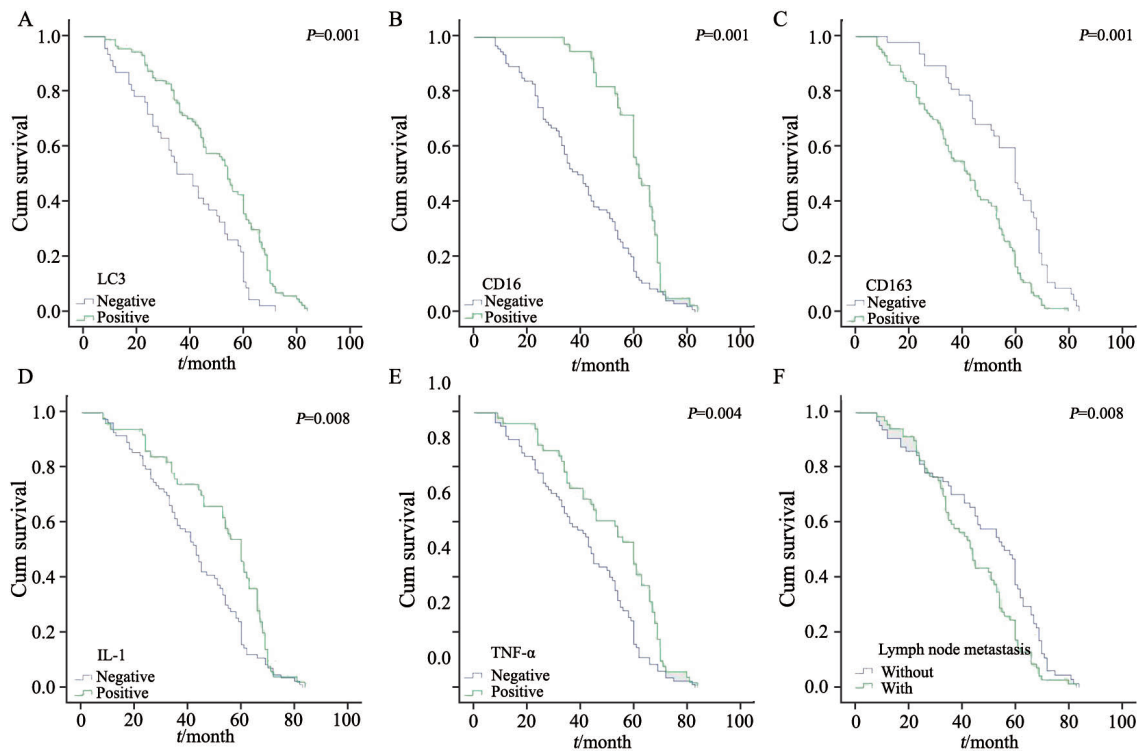 A
P=0.001
1.0
0.8
0.6
0.4
0.2
0.0
Cum survival
LC3
Negative
Positive
0 20 40 60 80 100
t/month
B
P=0.001
1.0
0.8
0.6
0.4
0.2
0.0
Cum survival
CD16
Negative
Positive
0 20 40 60 80 100
t/month
C
P=0.001
1.0
0.8
0.6
0.4
0.2
0.0
Cum survival
CD163
Negative
Positive
0 20 40 60 80 100
t/month
D
P=0.008
1.0
0.8
0.6
0.4
0.2
0.0
Cum survival
IL-1
Negative
Positive
0 20 40 60 80 100
t/month
E
P=0.004
1.0
0.8
0.6
0.4
0.2
0.0
Cum survival
TNF-α
Negative
Positive
0 20 40 60 80 100
t/month
F
P=0.008
1.0
0.8
0.6
0.4
0.2
0.0
Cum survival
Lymph node metastasis
Without
With
0 20 40 60 80 100
t/month